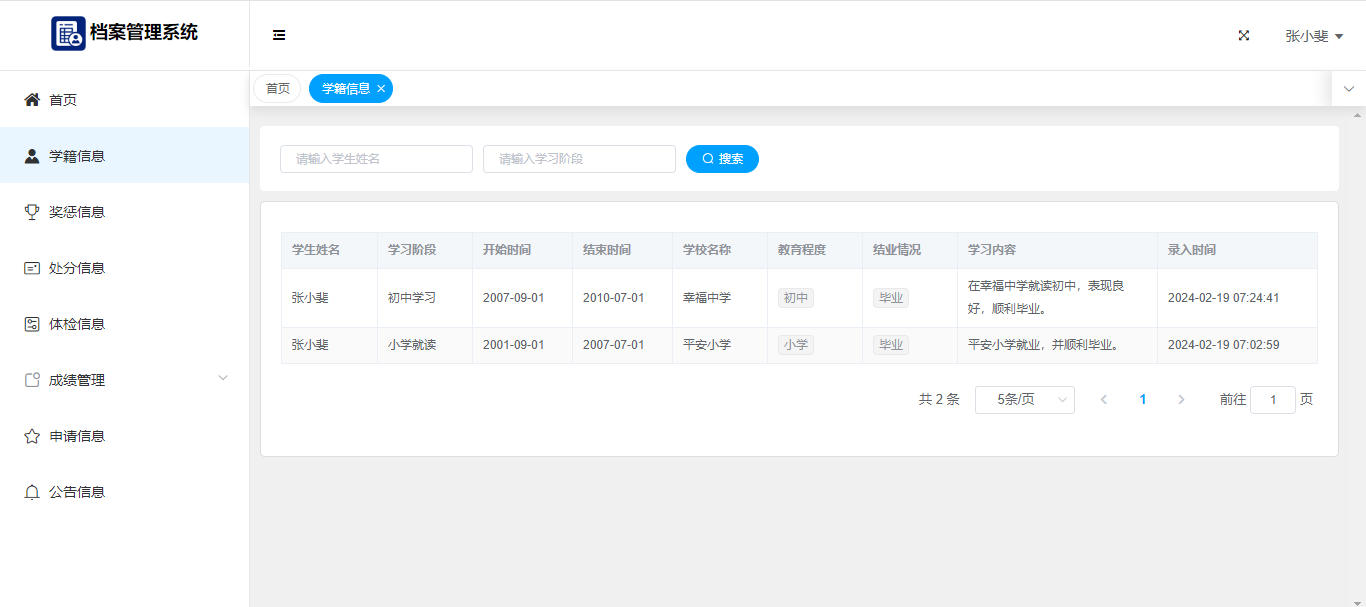 档案管理系统
张小斐
首页
学籍信息
首页
学籍信息
奖惩信息
处分信息
体检信息
成绩管理
申请信息
公告信息
请输入学生姓名 请输入学习阶段 搜索
学生姓名 学习阶段 开始时间 结束时间 学校名称 教育程度 结业情况 学习内容 录入时间
张小斐 初中学习 2007-09-01 2010-07-01 幸福中学 初中 毕业 在幸福中学就读初中，表现良
好，顺利毕业。 2024-02-19 07:24:41
张小斐 小学就读 2001-09-01 2007-07-01 平安小学 小学 毕业 平安小学就业，并顺利毕业。 2024-02-19 07:02:59
共 2 条 5条/页 1 前往 1 页